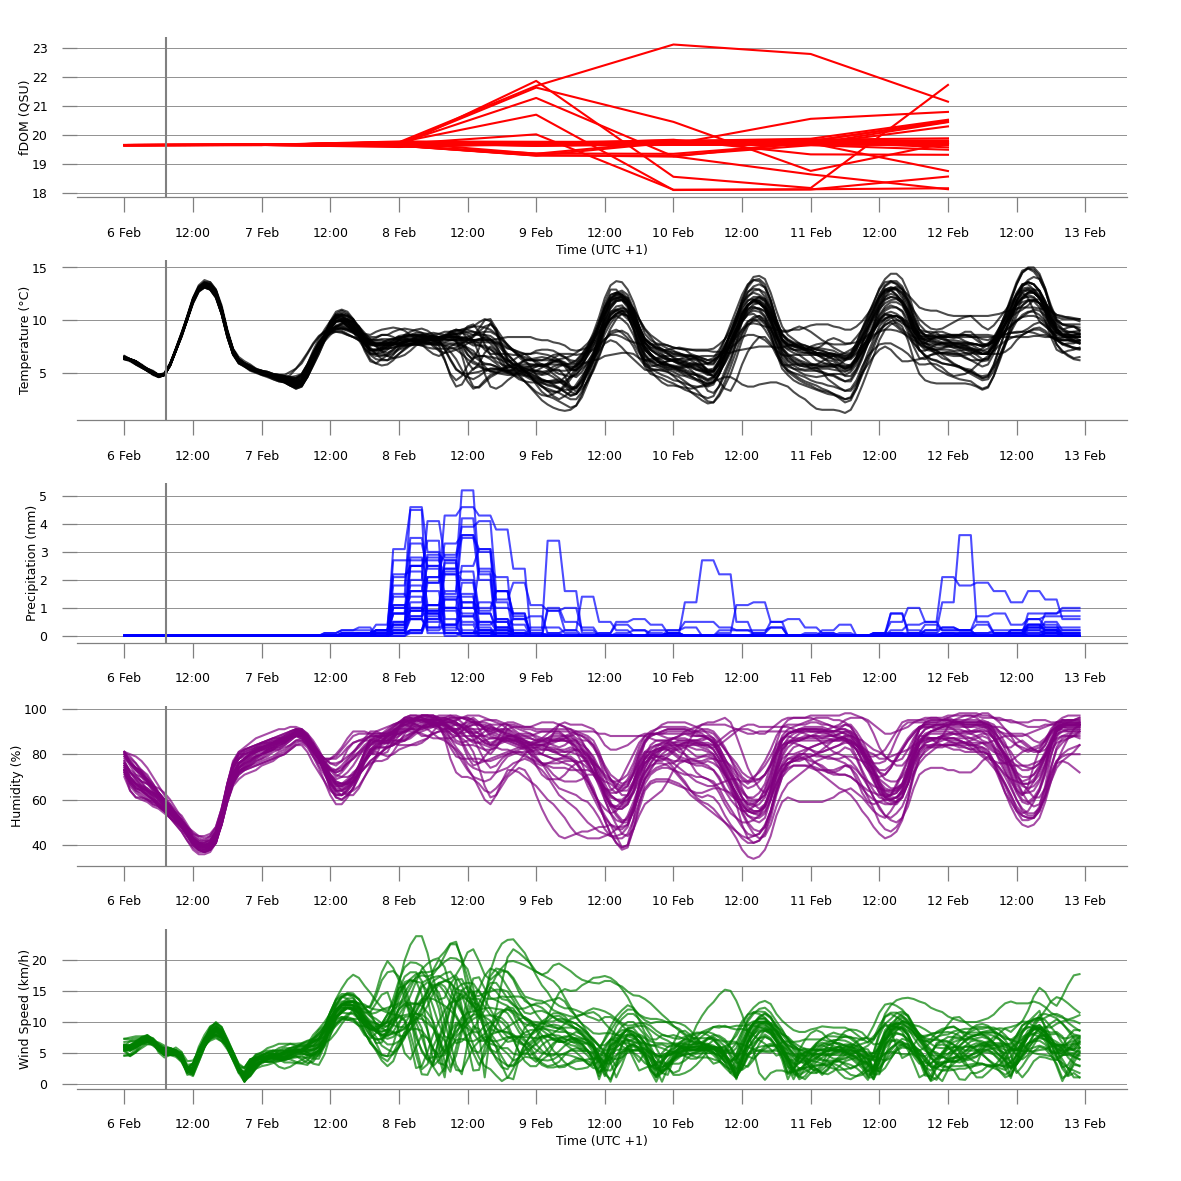 23
22
21
20
19
18
fDOM (QSU)
6 Feb 12:00 7 Feb 12:00 8 Feb 12:00 9 Feb 12:00 10 Feb 12:00 11 Feb 12:00 12 Feb 12:00 13 Feb
Time (UTC +1)
15
10
5
Temperature (°C)
6 Feb 12:00 7 Feb 12:00 8 Feb 12:00 9 Feb 12:00 10 Feb 12:00 11 Feb 12:00 12 Feb 12:00 13 Feb
5
4
3
2
1
0
Precipitation (mm)
6 Feb 12:00 7 Feb 12:00 8 Feb 12:00 9 Feb 12:00 10 Feb 12:00 11 Feb 12:00 12 Feb 12:00 13 Feb
100
80
60
40
Humidity (%)
6 Feb 12:00 7 Feb 12:00 8 Feb 12:00 9 Feb 12:00 10 Feb 12:00 11 Feb 12:00 12 Feb 12:00 13 Feb
20
15
10
5
0
Wind Speed (km/h)
6 Feb 12:00 7 Feb 12:00 8 Feb 12:00 9 Feb 12:00 10 Feb 12:00 11 Feb 12:00 12 Feb 12:00 13 Feb
Time (UTC +1)